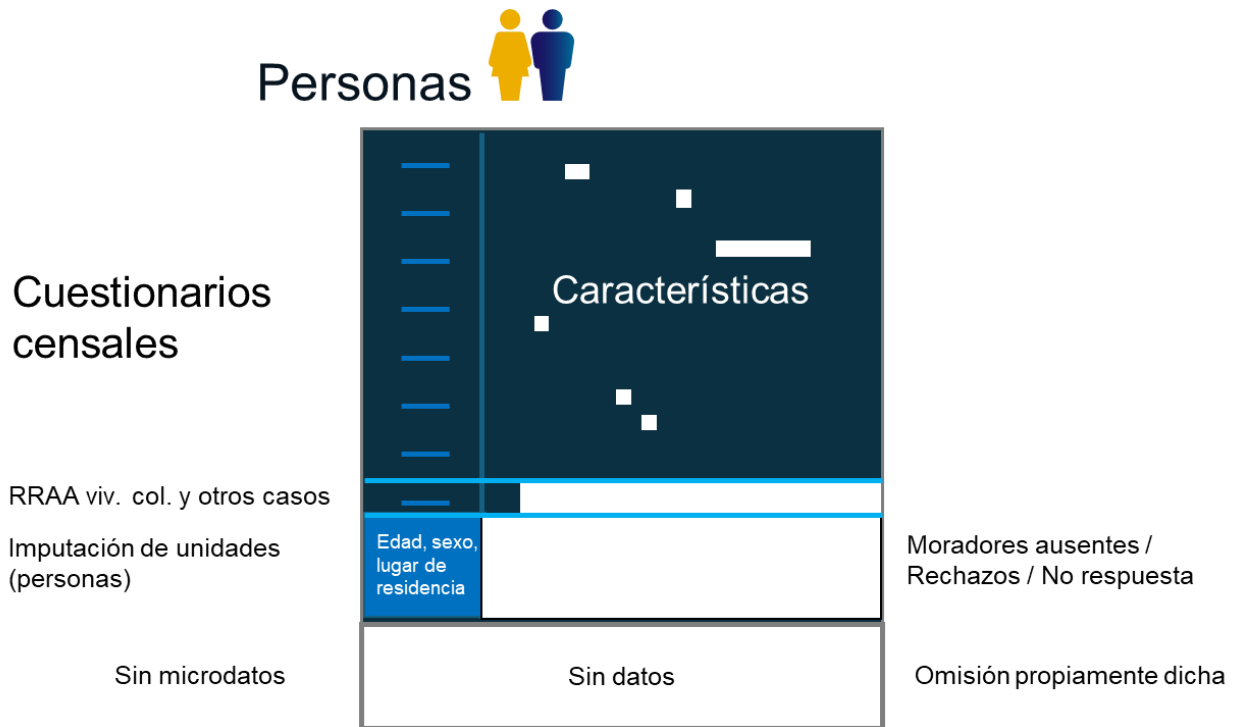 Personas
Características
Cuestionarios
censales
RRAA viv. col. y otros casos
Imputación de unidades
(personas)
Edad, sexo,
lugar de
residencia
Moradores ausentes /
Rechazos / No respuesta
Sin microdatos
Sin datos
Omisión propiamente dicha